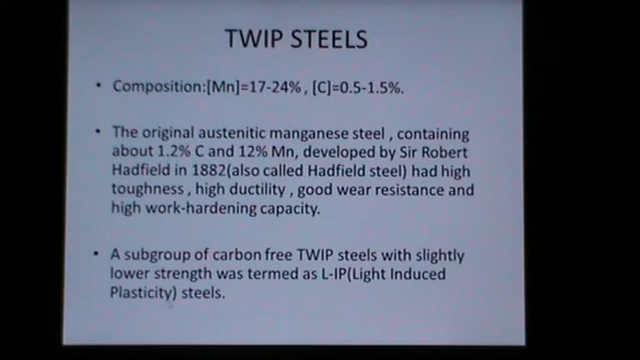 TWIP STEELS
• Composition:[Mn]=17-24% , [C]=0.5-1.5%.
• The original austenitic manganese steel , containing
about 1.2% C and 12% Mn, developed by Sir Robert
Hadfield in 1882(also called Hadfield steel) had high
toughness , high ductility , good wear resistance and
high work-hardening capacity.
• A subgroup of carbon free TWIP steels with slightly
lower strength was termed as L-IP(Light Induced
Plasticity) steels.